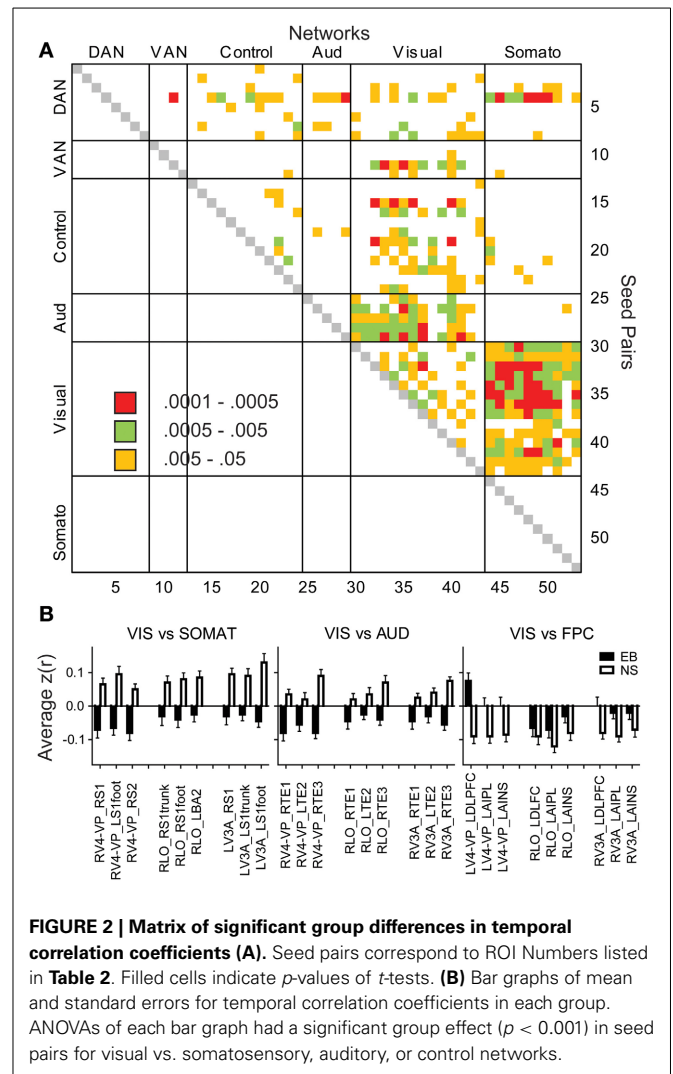 Networks
A
DAN VAN Control Aud Visual Somato
DAN
VAN
Control
Aud
Visual
Somato
5
10
15
20
25
30
35
40
45
50
Seed Pairs
.0001 - .0005
.0005 - .005
.005 - .05
5 10 15 20 25 30 35 40 45 50
B
VIS vs SOMAT VIS vs AUD VIS vs FPC
EB
NS
Average z(r)
0.1
0.0
-0.1
RV4-VP_RS1
RV4-VP_LS1foot
RV4-VP_RS2
RLO_RS1trunk
RLO_RS1foot
RLO_LBA2
LV3A_RS1
LV3A_LS1trunk
LV3A_LS1foot
RV4-VP_RTE1
RV4-VP_LTE2
RV4-VP_RTE3
RLO_RTE1
RLO_LTE2
RLO_RTE3
RV3A_RTE1
RV3A_LTE2
RV3A_RTE3
LV4-VP_LDLPFC
LV4-VP_LAIPL
LV4-VP_LAINS
RLO_LDLFC
RLO_LAIPL
RLO_LAINS
RV3A_LDLPFC
RV3A_LAIPL
RV3A_LAINS
FIGURE 2 | Matrix of significant group differences in temporal
correlation coefficients (A). Seed pairs correspond to ROI Numbers listed
in Table 2. Filled cells indicate p-values of t-tests. (B) Bar graphs of mean
and standard errors for temporal correlation coefficients in each group.
ANOVAs of each bar graph had a significant group effect (p < 0.001) in seed
pairs for visual vs. somatosensory, auditory, or control networks.